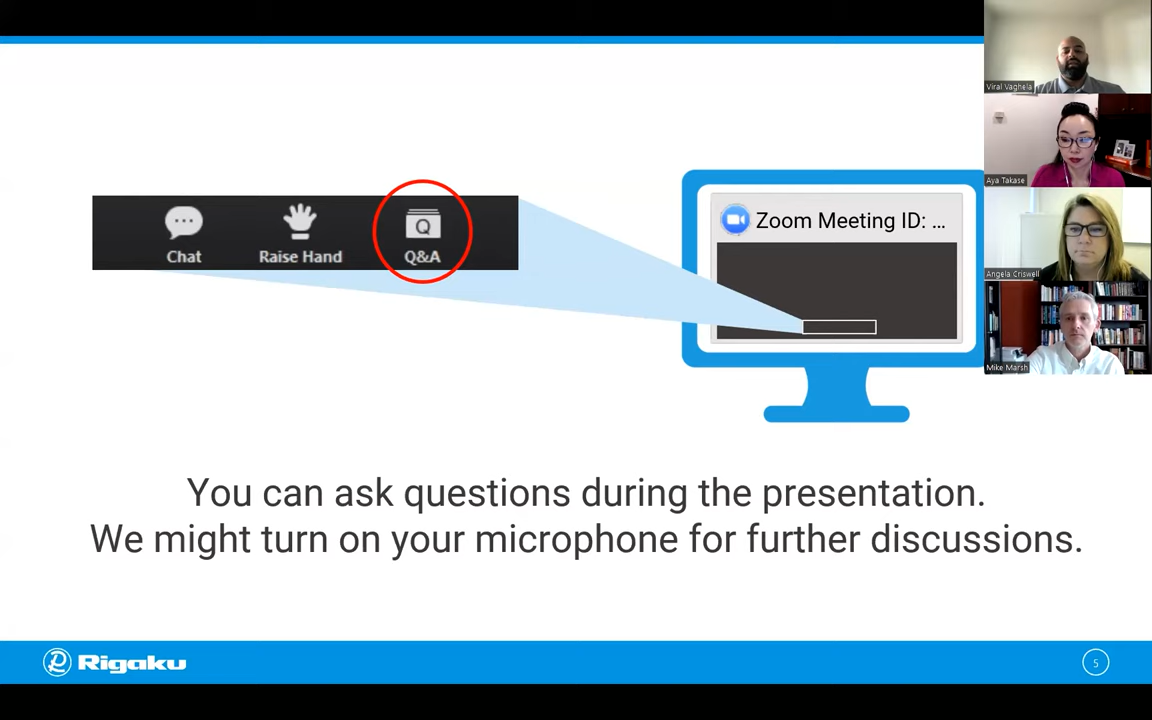 Viral Vaghela
Aya Takase
Angela Criswell
Mike Marsh
Chat
Raise Hand
Q
Q&A
Zoom Meeting ID: ...
You can ask questions during the presentation.
We might turn on your microphone for further discussions.
Rigaku
5